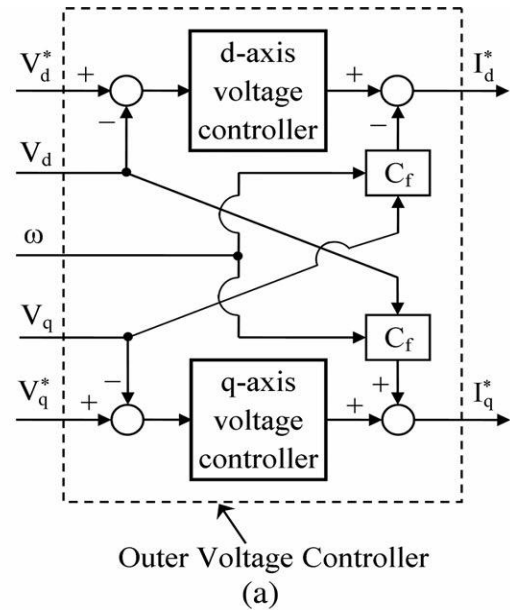 V*d
d-axis
voltage
controller
I*d
+
−
+
−
Vd
Cf
ω
Vq
Cf
−
+
V*q
+
q-axis
voltage
controller
+
I*q
Outer Voltage Controller
(a)